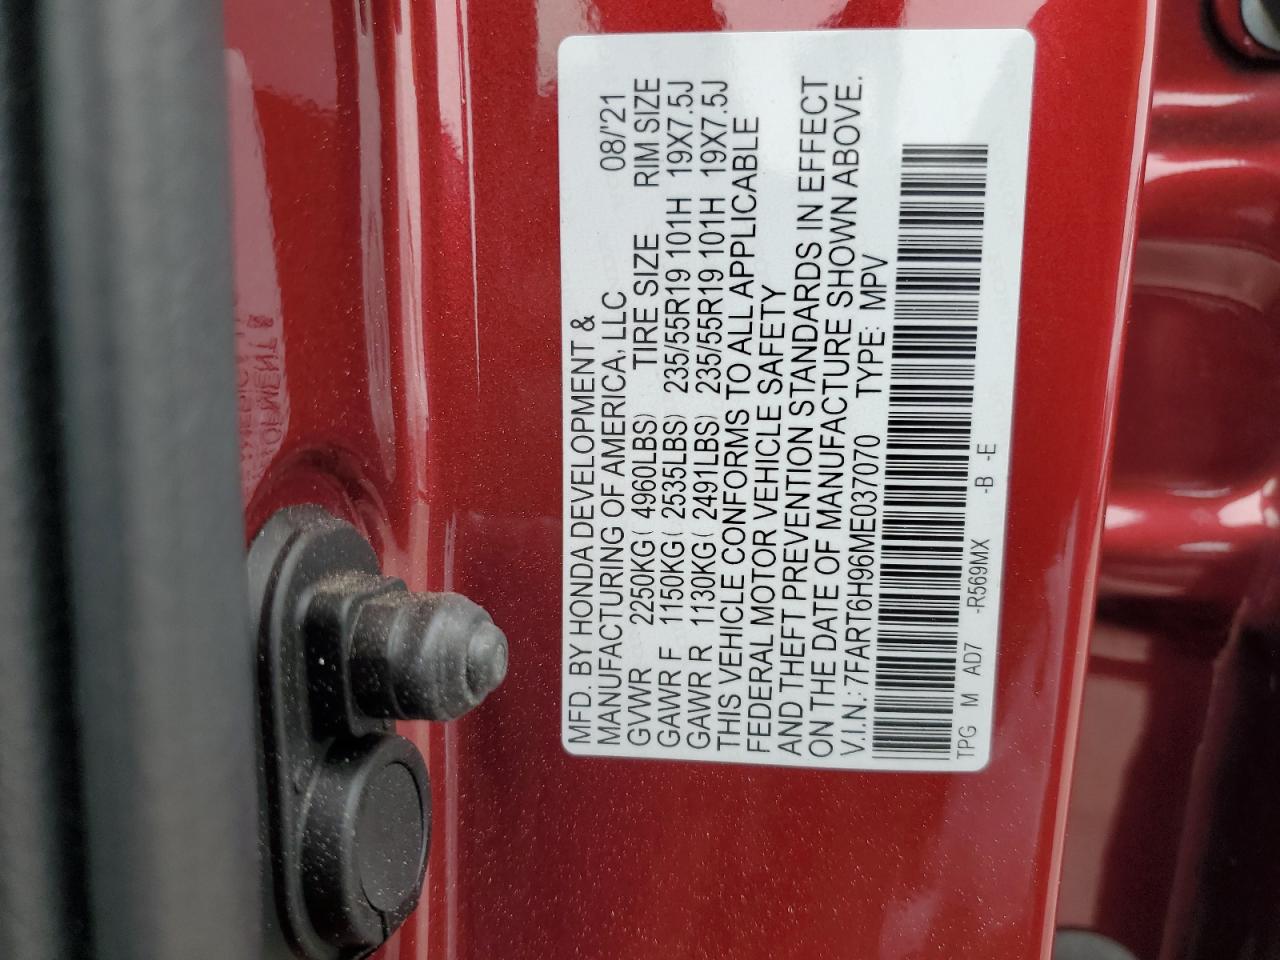 MFD. BY HONDA DEVELOPMENT &
MANUFACTURING OF AMERICA, LLC 08/'21
GVWR 2250KG( 4960LBS) TIRE SIZE RIM SIZE
GAWR F 1150KG( 2535LBS) 235/55R19 101H 19X7.5J
GAWR R 1130KG( 2491LBS) 235/55R19 101H 19X7.5J
THIS VEHICLE CONFORMS TO ALL APPLICABLE
FEDERAL MOTOR VEHICLE SAFETY
AND THEFT PREVENTION STANDARDS IN EFFECT
ON THE DATE OF MANUFACTURE SHOWN ABOVE.
V.I.N.: 7FART6H96ME037070 TYPE: MPV
TPG M AD7 -R569MX -B -E